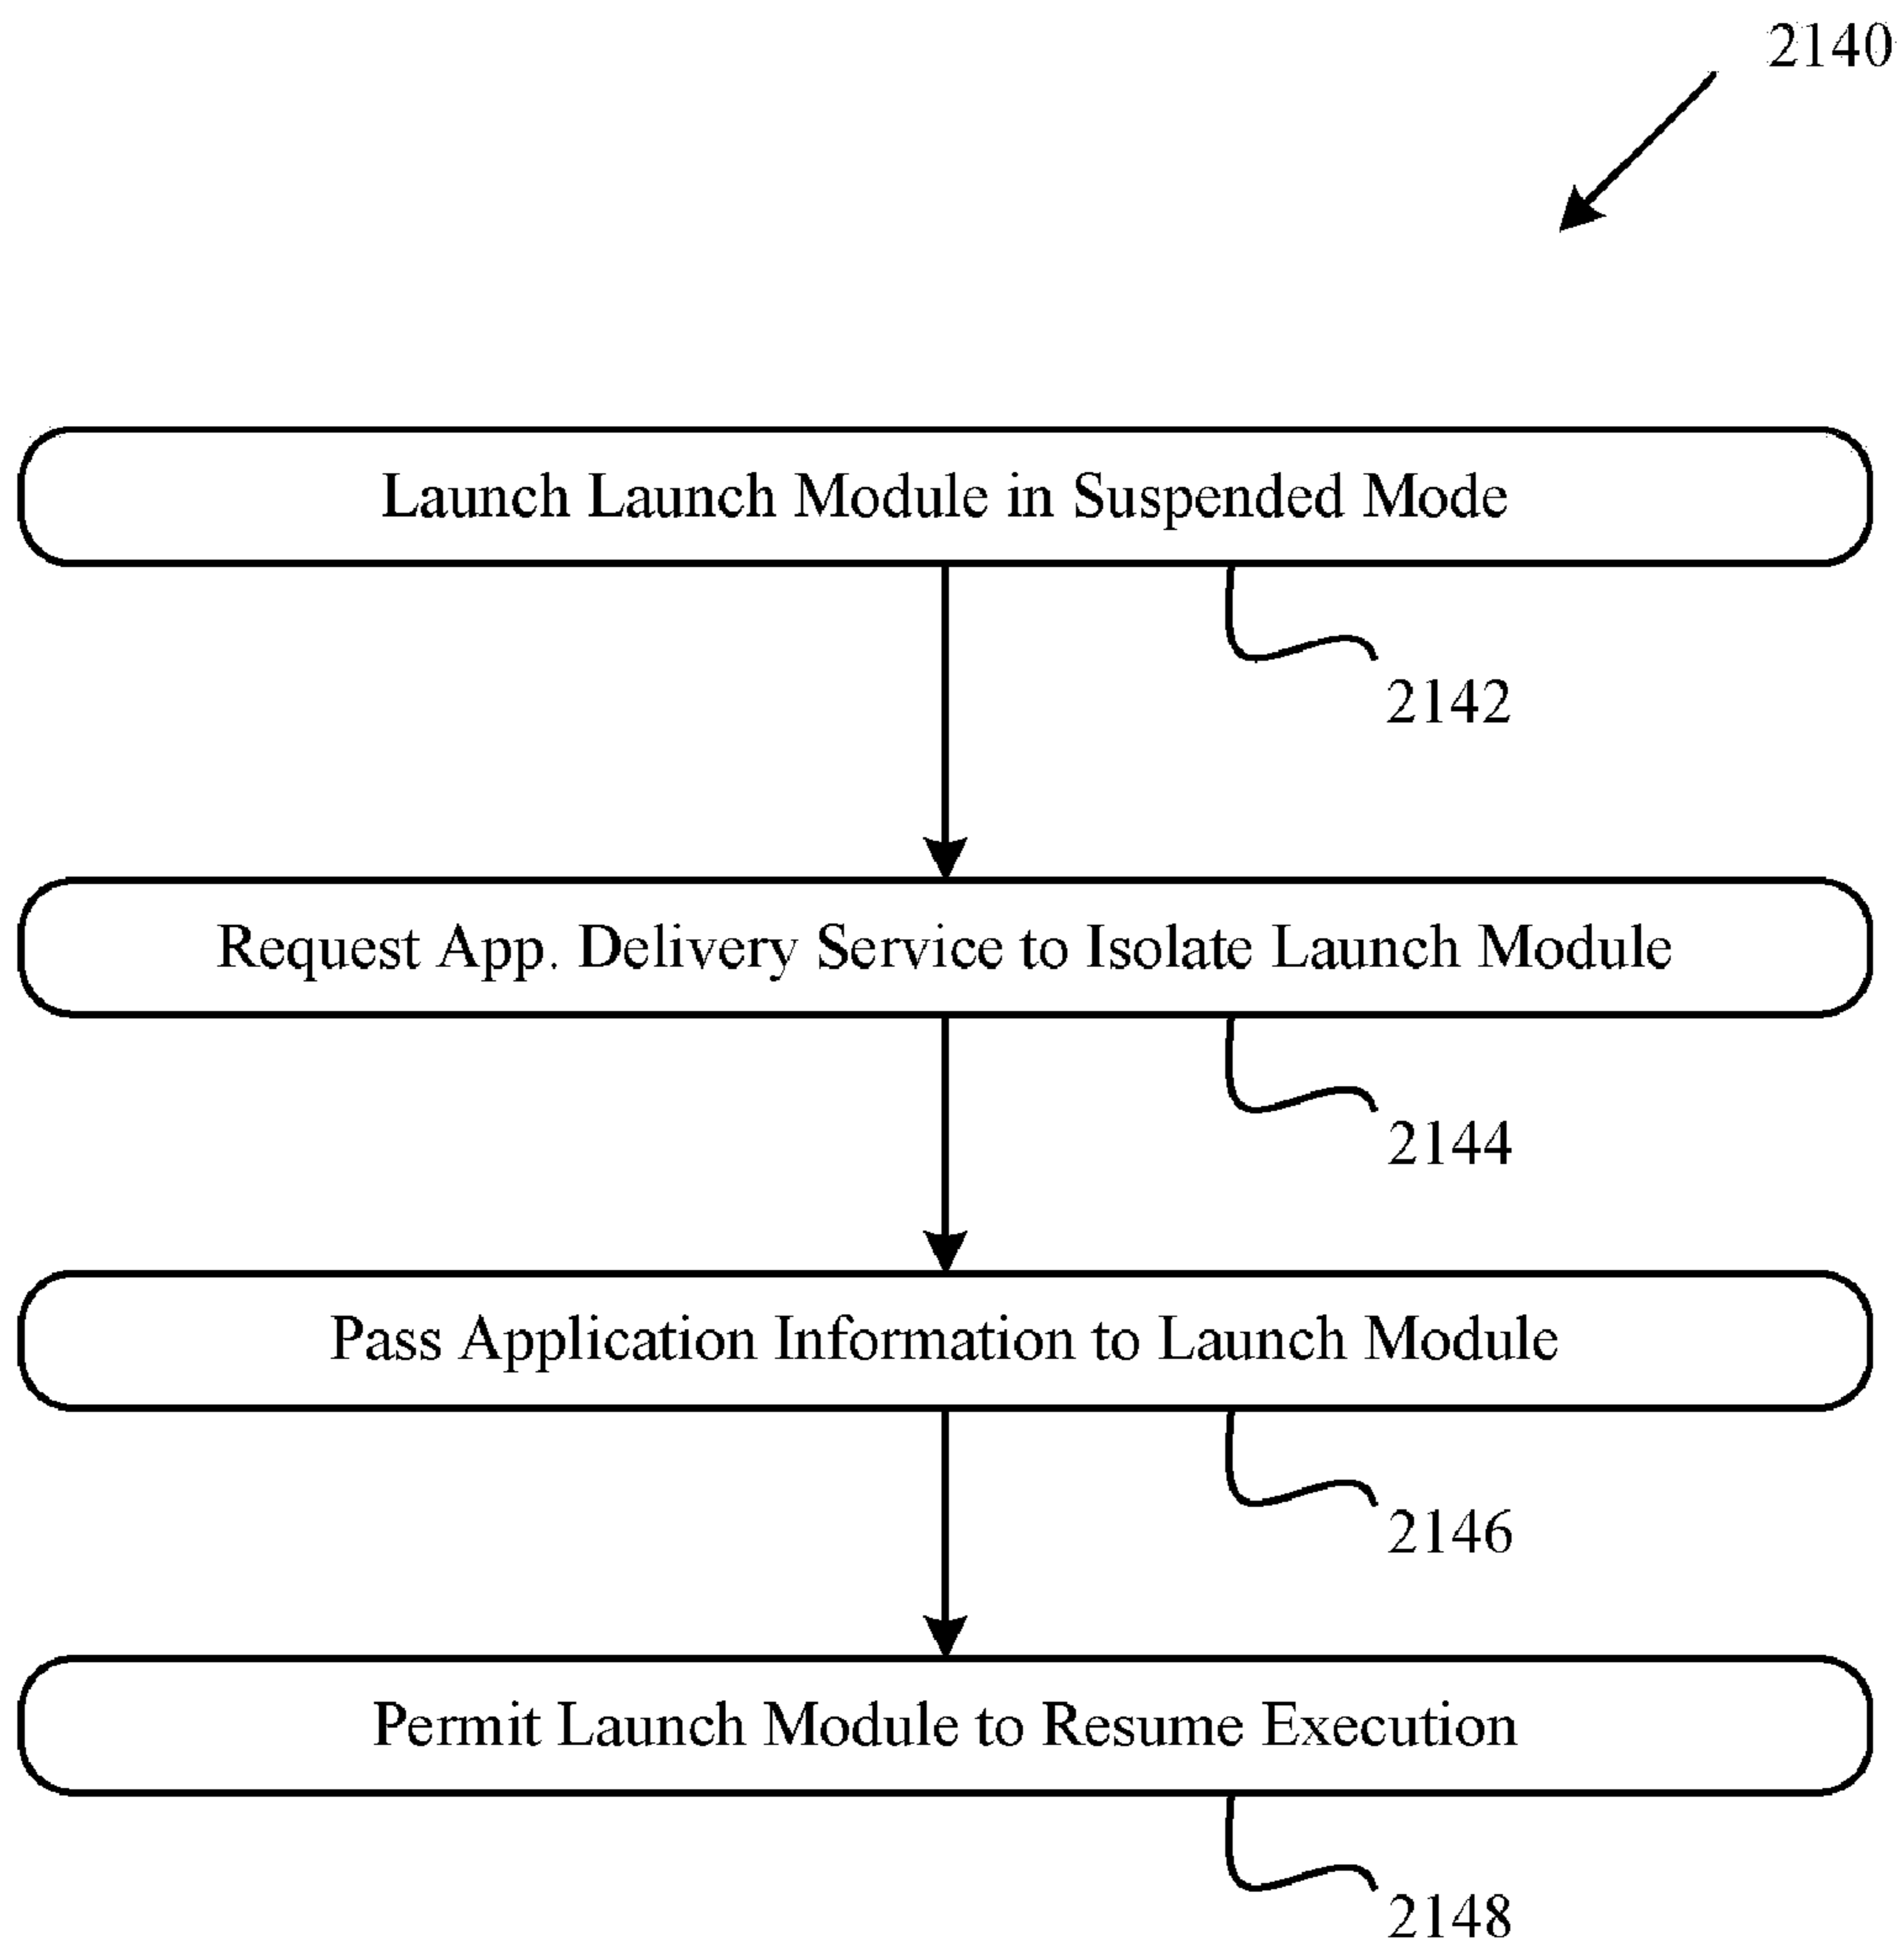 2140
Launch Launch Module in Suspended Mode
2142
Request App. Delivery Service to Isolate Launch Module
2144
Pass Application Information to Launch Module
2146
Permit Launch Module to Resume Execution
2148